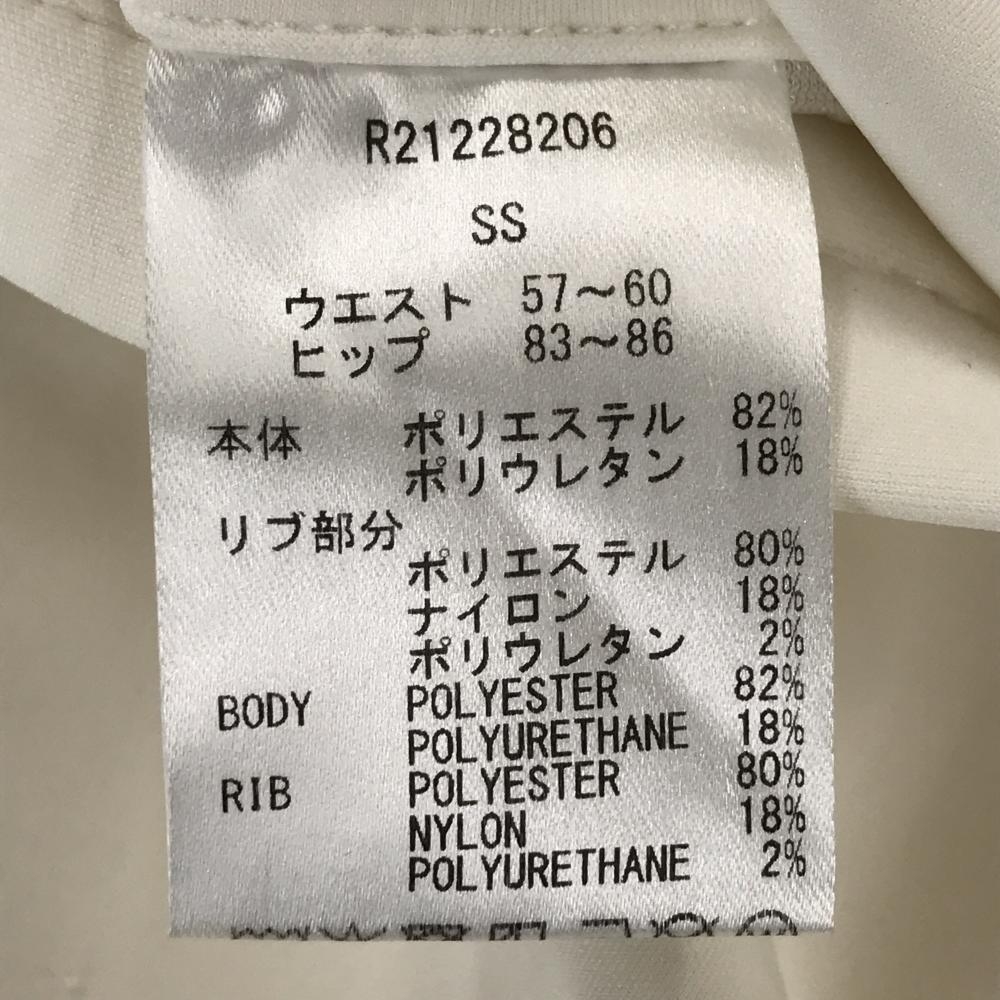 R21228206
SS
ウエスト 57～60
ヒップ 83～86
本体 ポリエステル 82%
ポリウレタン 18%
リブ部分
ポリエステル 80%
ナイロン 18%
ポリウレタン 2%
BODY POLYESTER 82%
POLYURETHANE 18%
RIB POLYESTER 80%
NYLON 18%
POLYURETHANE 2%